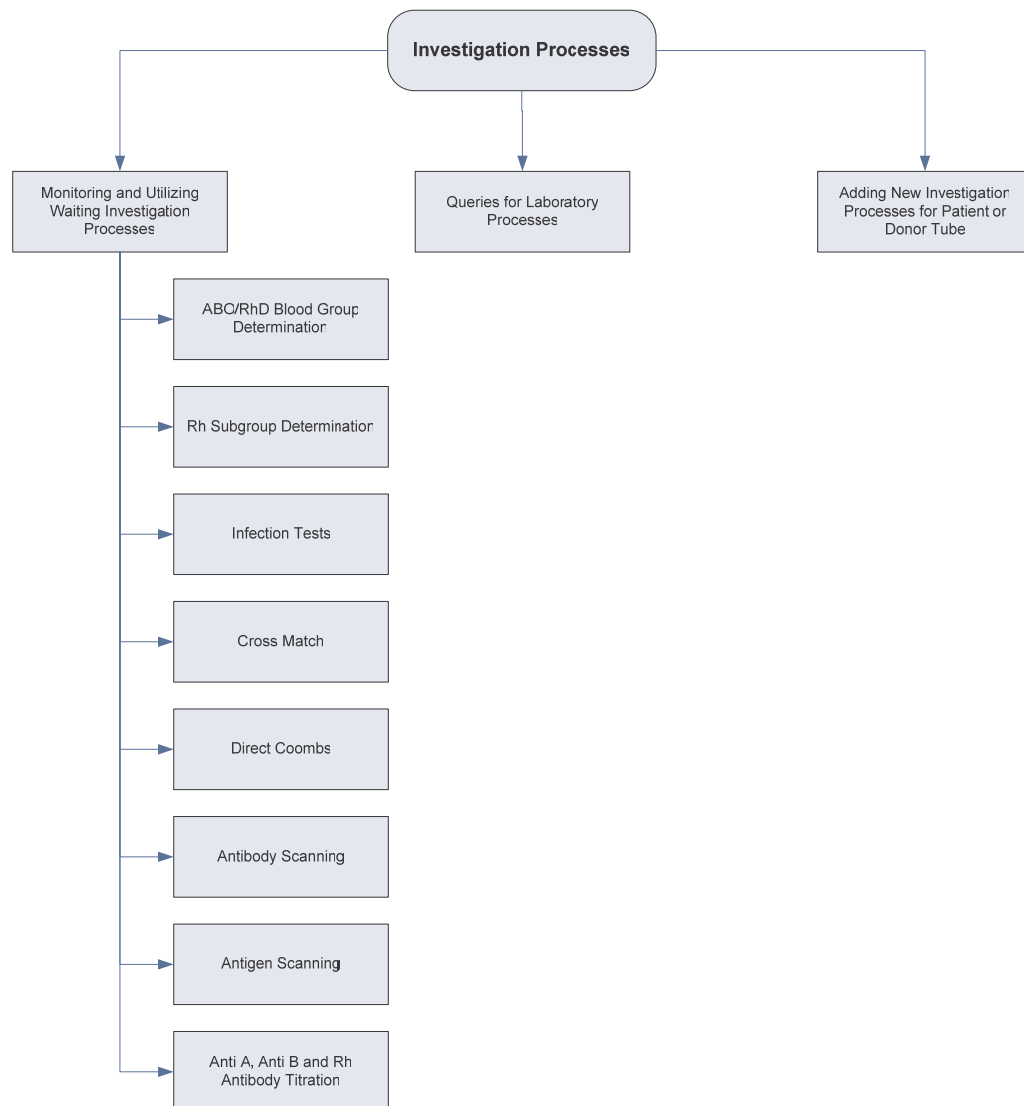 Investigation Processes
Monitoring and Utilizing
Waiting Investigation
Processes
Queries for Laboratory
Processes
Adding New Investigation
Processes for Patient or
Donor Tube
ABO/RhD Blood Group
Determination
Rh Subgroup Determination
Infection Tests
Cross Match
Direct Coombs
Antibody Scanning
Antigen Scanning
Anti A, Anti B and Rh
Antibody Titration